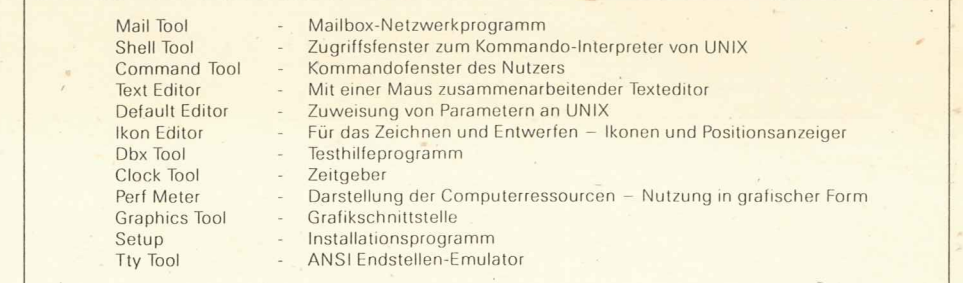 Mail Tool - Mailbox-Netzwerkprogramm
Shell Tool - Zugriffsfenster zum Kommando-Interpreter von UNIX
Command Tool - Kommandofenster des Nutzers
Text Editor - Mit einer Maus zusammenarbeitender Texteditor
Default Editor - Zuweisung von Parametern an UNIX
Ikon Editor - Für das Zeichnen und Entwerfen – Ikonen und Positionsanzeiger
Dbx Tool - Testhilfeprogramm
Clock Tool - Zeitgeber
Perf Meter - Darstellung der Computerressourcen – Nutzung in grafischer Form
Graphics Tool - Grafikschnittstelle
Setup - Installationsprogramm
Tty Tool - ANSI Endstellen-Emulator